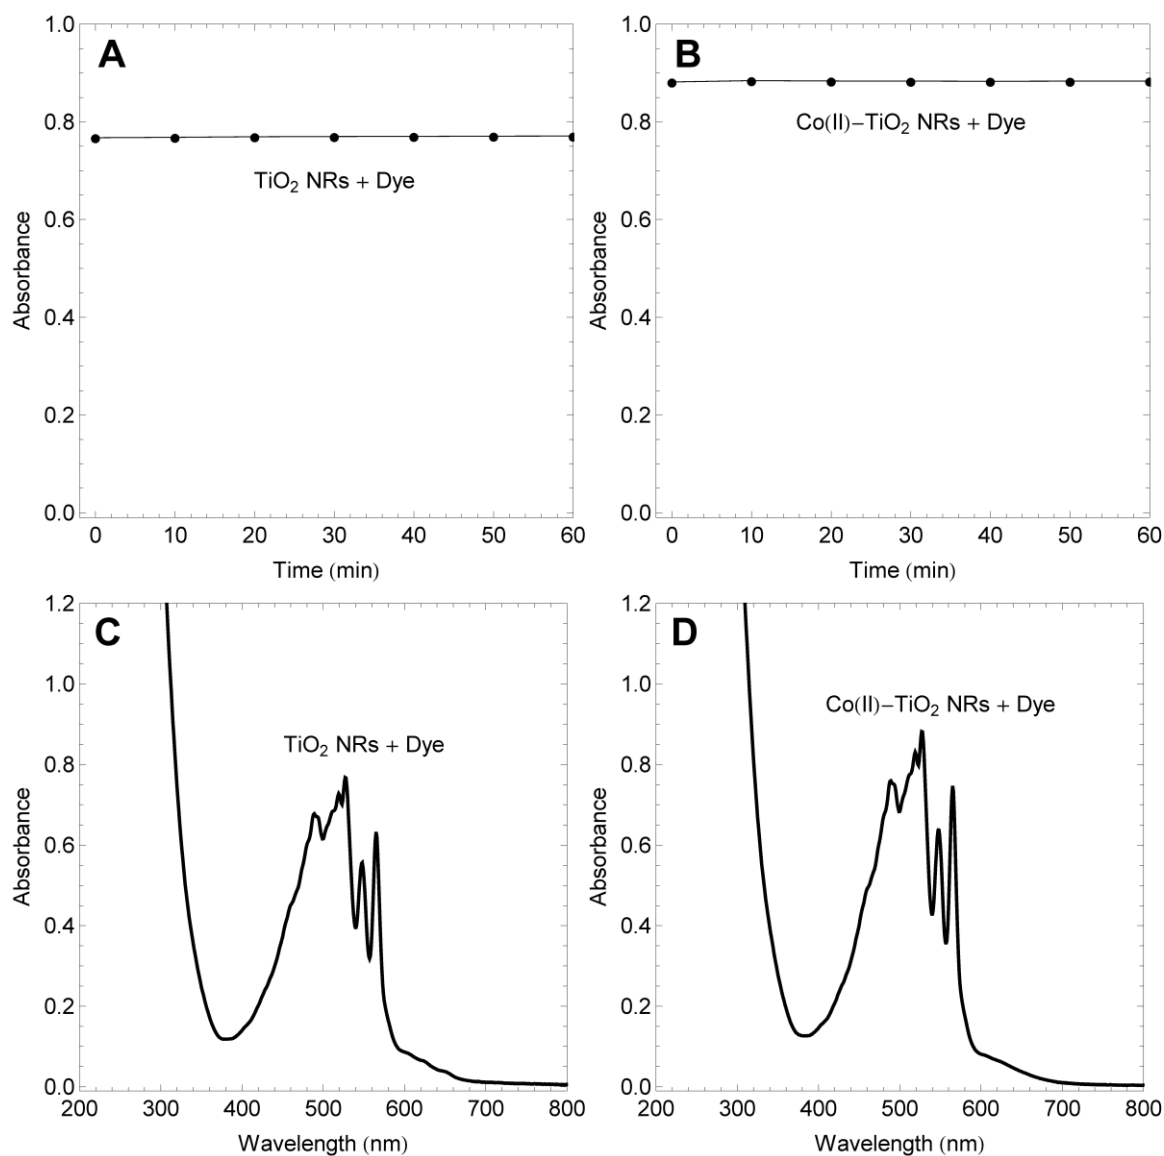 A
1.0
0.8
0.6
0.4
0.2
0.0
Absorbance
TiO2 NRs + Dye
0 10 20 30 40 50 60
Time (min)
B
1.0
0.8
0.6
0.4
0.2
0.0
Absorbance
Co(II)–TiO2 NRs + Dye
0 10 20 30 40 50 60
Time (min)
C
1.2
1.0
0.8
0.6
0.4
0.2
0.0
Absorbance
TiO2 NRs + Dye
200 300 400 500 600 700 800
Wavelength (nm)
D
1.2
1.0
0.8
0.6
0.4
0.2
0.0
Absorbance
Co(II)–TiO2 NRs + Dye
200 300 400 500 600 700 800
Wavelength (nm)